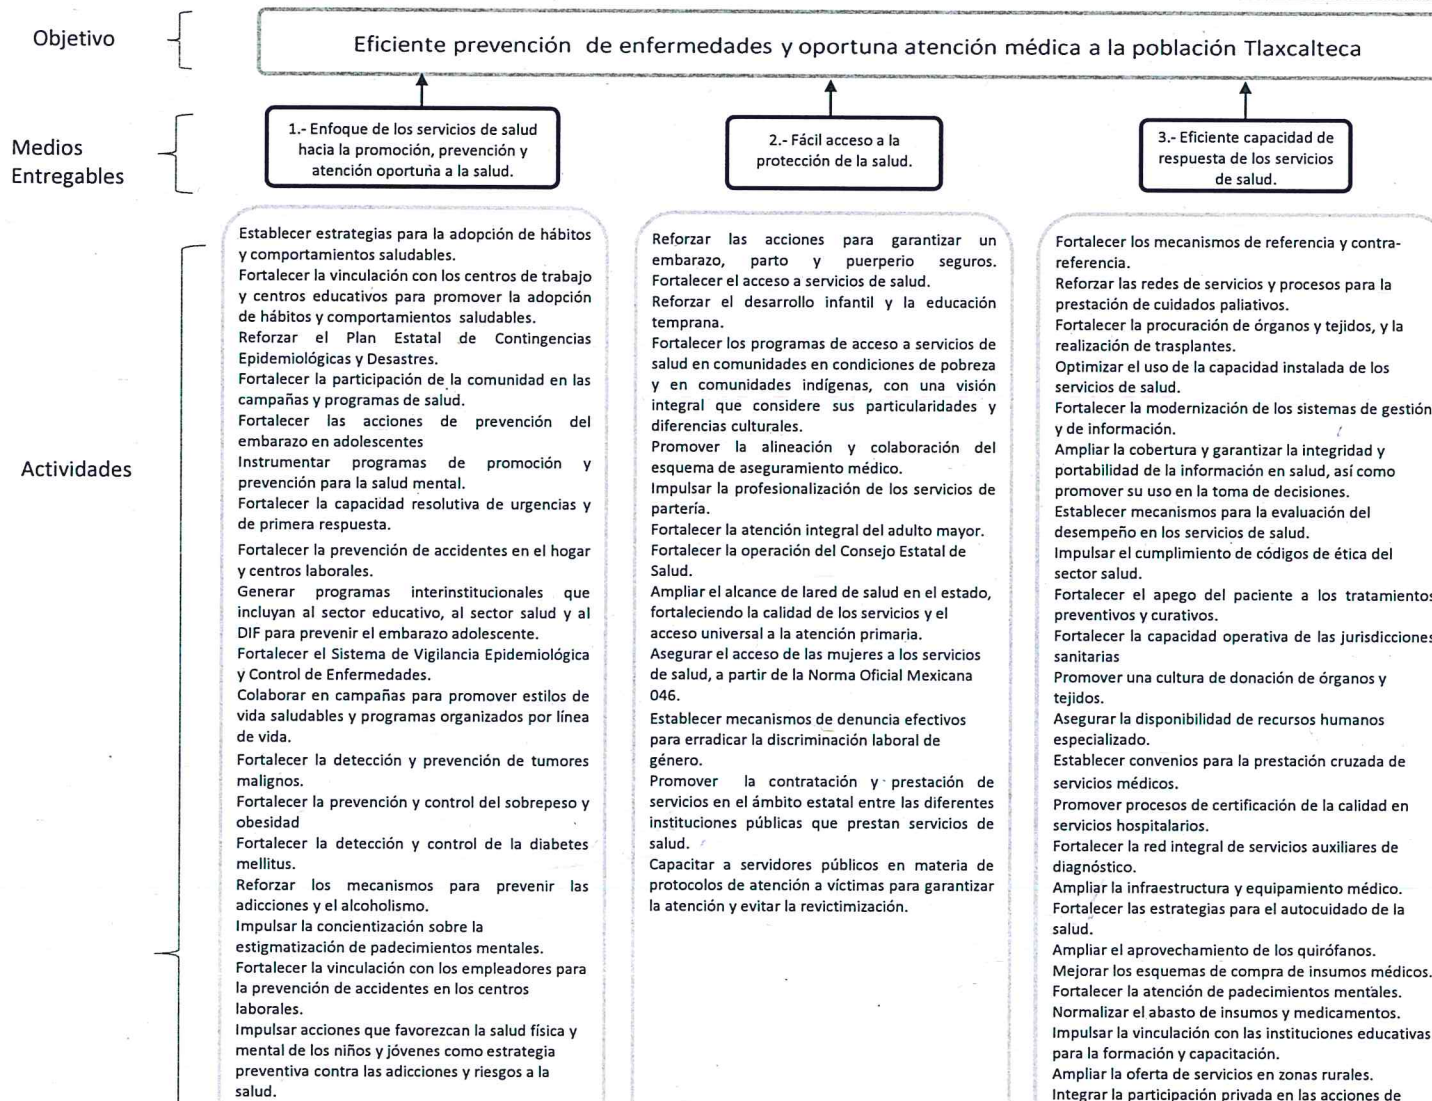 Objetivo
Eficiente prevención de enfermedades y oportuna atención médica a la población Tlaxcalteca
Medios
Entregables
1.- Enfoque de los servicios de salud
hacia la promoción, prevención y
atención oportuna a la salud.
2.- Fácil acceso a la
protección de la salud.
3.- Eficiente capacidad de
respuesta de los servicios
de salud.
Actividades
Establecer estrategias para la adopción de hábitos
y comportamientos saludables.
Fortalecer la vinculación con los centros de trabajo
y centros educativos para promover la adopción
de hábitos y comportamientos saludables.
Reforzar el Plan Estatal de Contingencias
Epidemiológicas y Desastres.
Fortalecer la participación de la comunidad en las
campañas y programas de salud.
Fortalecer las acciones de prevención del
embarazo en adolescentes
Instrumentar programas de promoción y
prevención para la salud mental.
Fortalecer la capacidad resolutiva de urgencias y
de primera respuesta.
Fortalecer la prevención de accidentes en el hogar
y centros laborales.
Generar programas interinstitucionales que
incluyan al sector educativo, al sector salud y al
DIF para prevenir el embarazo adolescente.
Fortalecer el Sistema de Vigilancia Epidemiológica
y Control de Enfermedades.
Colaborar en campañas para promover estilos de
vida saludables y programas organizados por línea
de vida.
Fortalecer la detección y prevención de tumores
malignos.
Fortalecer la prevención y control del sobrepeso y
obesidad
Fortalecer la detección y control de la diabetes
mellitus.
Reforzar los mecanismos para prevenir las
adicciones y el alcoholismo.
Impulsar la concientización sobre la
estigmatización de padecimientos mentales.
Fortalecer la vinculación con los empleadores para
la prevención de accidentes en los centros
laborales.
Impulsar acciones que favorezcan la salud física y
mental de los niños y jóvenes como estrategia
preventiva contra las adicciones y riesgos a la
salud.
Reforzar las acciones para garantizar un
embarazo, parto y puerperio seguros.
Fortalecer el acceso a servicios de salud.
Reforzar el desarrollo infantil y la educación
temprana.
Fortalecer los programas de acceso a servicios de
salud en comunidades en condiciones de pobreza
y en comunidades indígenas, con una visión
integral que considere sus particularidades y
diferencias culturales.
Promover la alineación y colaboración del
esquema de aseguramiento médico.
Impulsar la profesionalización de los servicios de
partería.
Fortalecer la atención integral del adulto mayor.
Fortalecer la operación del Consejo Estatal de
Salud.
Ampliar el alcance de lared de salud en el estado,
fortaleciendo la calidad de los servicios y el
acceso universal a la atención primaria.
Asegurar el acceso de las mujeres a los servicios
de salud, a partir de la Norma Oficial Mexicana
046.
Establecer mecanismos de denuncia efectivos
para erradicar la discriminación laboral de
género.
Promover la contratación y prestación de
servicios en el ámbito estatal entre las diferentes
instituciones públicas que prestan servicios de
salud.
Capacitar a servidores públicos en materia de
protocolos de atención a víctimas para garantizar
la atención y evitar la revictimización.
Fortalecer los mecanismos de referencia y contra-
referencia.
Reforzar las redes de servicios y procesos para la
prestación de cuidados paliativos.
Fortalecer la procuración de órganos y tejidos, y la
realización de trasplantes.
Optimizar el uso de la capacidad instalada de los
servicios de salud.
Fortalecer la modernización de los sistemas de gestión
y de información.
Ampliar la cobertura y garantizar la integridad y
portabilidad de la información en salud, así como
promover su uso en la toma de decisiones.
Establecer mecanismos para la evaluación del
desempeño en los servicios de salud.
Impulsar el cumplimiento de códigos de ética del
sector salud.
Fortalecer el apego del paciente a los tratamientos
preventivos y curativos.
Fortalecer la capacidad operativa de las jurisdicciones
sanitarias
Promover una cultura de donación de órganos y
tejidos.
Asegurar la disponibilidad de recursos humanos
especializado.
Establecer convenios para la prestación cruzada de
servicios médicos.
Promover procesos de certificación de la calidad en
servicios hospitalarios.
Fortalecer la red integral de servicios auxiliares de
diagnóstico.
Ampliar la infraestructura y equipamiento médico.
Fortalecer las estrategias para el autocuidado de la
salud.
Ampliar el aprovechamiento de los quirófanos.
Mejorar los esquemas de compra de insumos médicos.
Fortalecer la atención de padecimientos mentales.
Normalizar el abasto de insumos y medicamentos.
Impulsar la vinculación con las instituciones educativas
para la formación y capacitación.
Ampliar la oferta de servicios en zonas rurales.
Integrar la participación privada en las acciones de